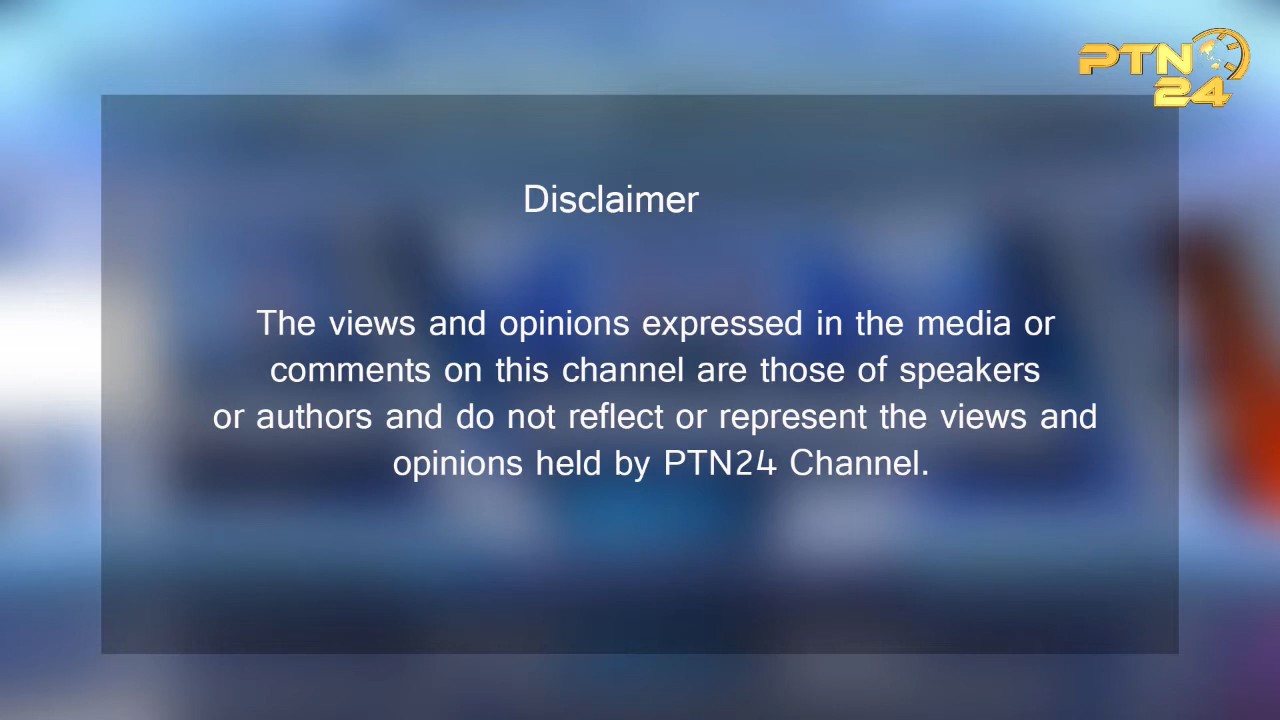 PTN
24
Disclaimer
The views and opinions expressed in the media or
comments on this channel are those of speakers
or authors and do not reflect or represent the views and
opinions held by PTN24 Channel.